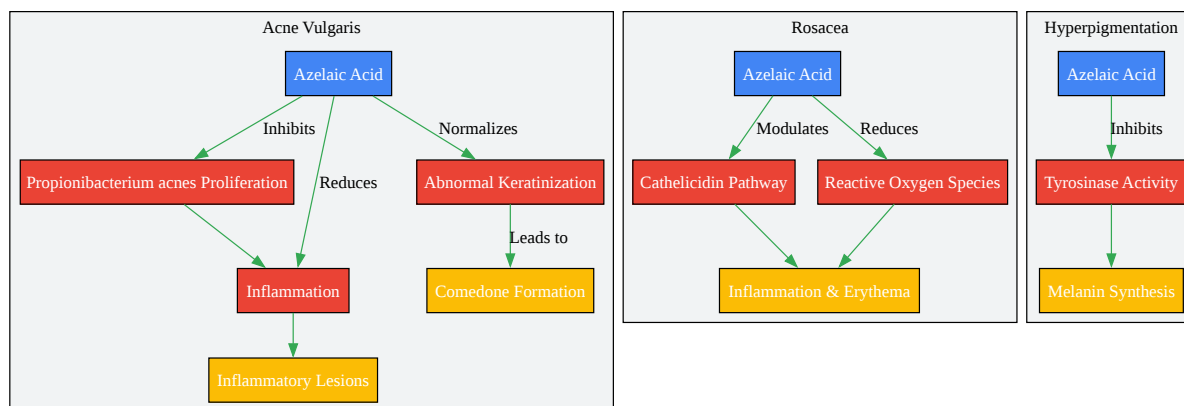 Acne Vulgaris
Azelaic Acid
Inhibits
Normalizes
Propionibacterium acnes Proliferation
Reduces
Abnormal Keratinization
Leads to
Inflammation
Comedone Formation
Inflammatory Lesions
Rosacea
Azelaic Acid
Modulates
Reduces
Cathelicidin Pathway
Reactive Oxygen Species
Inflammation & Erythema
Hyperpigmentation
Azelaic Acid
Inhibits
Tyrosinase Activity
Melanin Synthesis